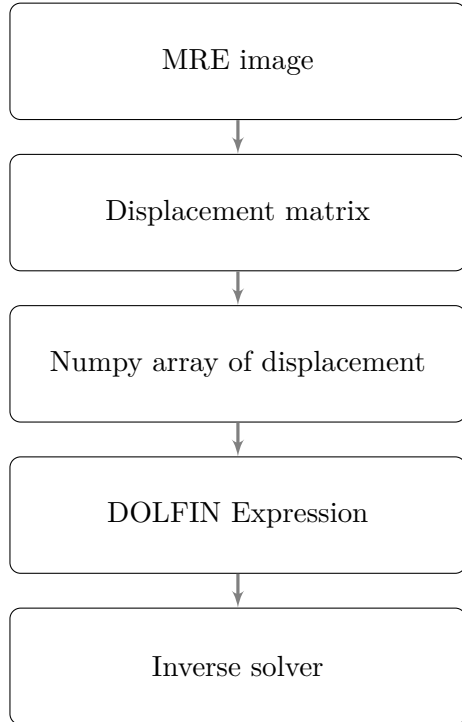 MRE image
Displacement matrix
Numpy array of displacement
DOLFIN Expression
Inverse solver